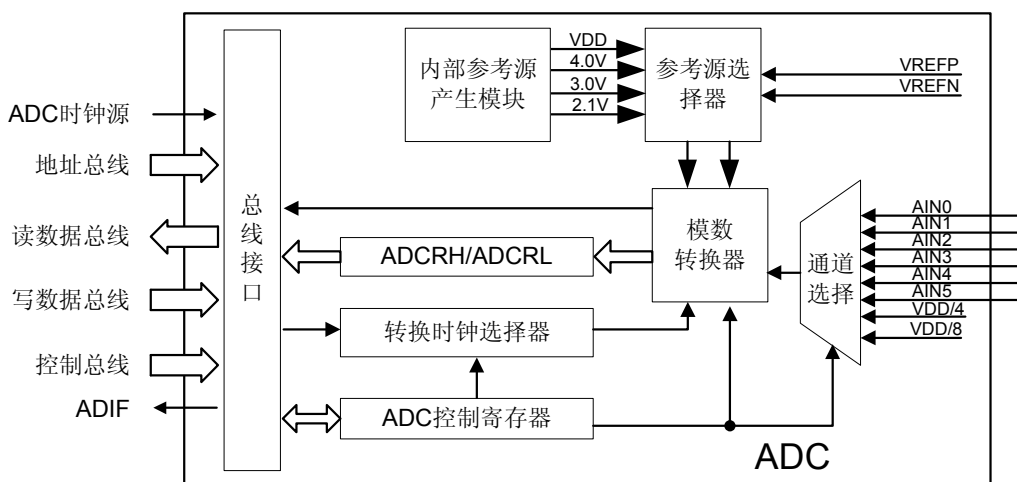 ADC时钟源
地址总线
读数据总线
写数据总线
控制总线
ADIF
总线接口
内部参考源
产生模块
VDD
4.0V
3.0V
2.1V
参考源选
择器
VREFP
VREFN
模数
转换器
ADCRH/ADCRL
转换时钟选择器
ADC控制寄存器
通道
选择
AIN0
AIN1
AIN2
AIN3
AIN4
AIN5
VDD/4
VDD/8
ADC